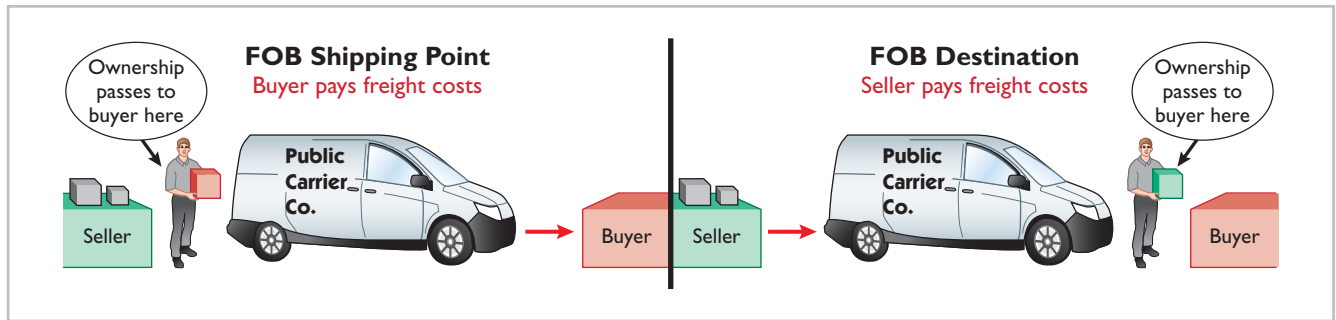 FOB Shipping Point
Buyer pays freight costs
Ownership
passes to
buyer here
Public
Carrier
Co.
Seller
Buyer
FOB Destination
Seller pays freight costs
Ownership
passes to
buyer here
Public
Carrier
Co.
Seller
Buyer